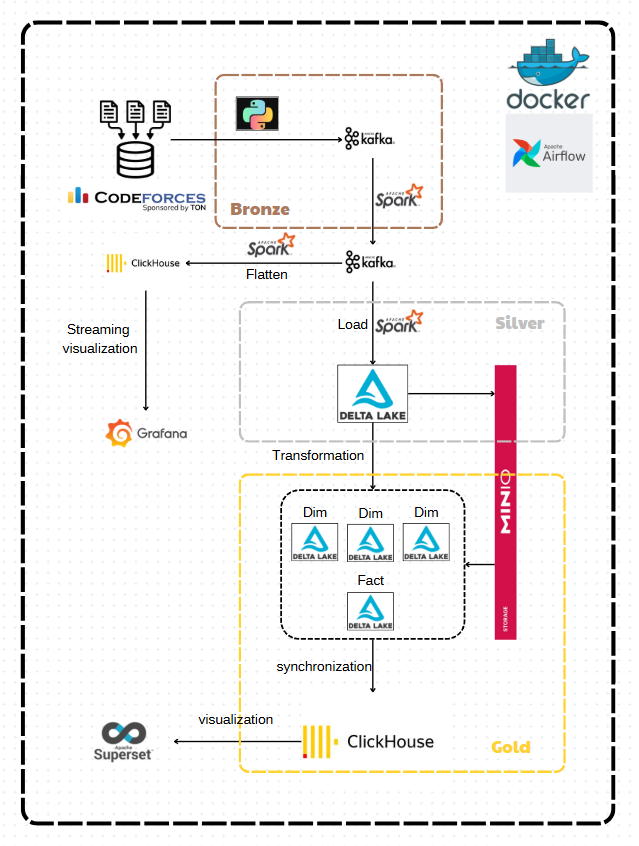 docker
Apache
Airflow
APACHE
kafka
CODEFORCES
Sponsored by TON
Bronze
APACHE
Spark
APACHE
Spark
ClickHouse
Flatten
kafka
Load
APACHE
Spark
Silver
Streaming
visualization
DELTA LAKE
Grafana
Transformation
MINIO
STORAGE
Dim
Dim
Dim
DELTA LAKE
DELTA LAKE
DELTA LAKE
Fact
DELTA LAKE
synchronization
visualization
Apache
Superset
ClickHouse
Gold